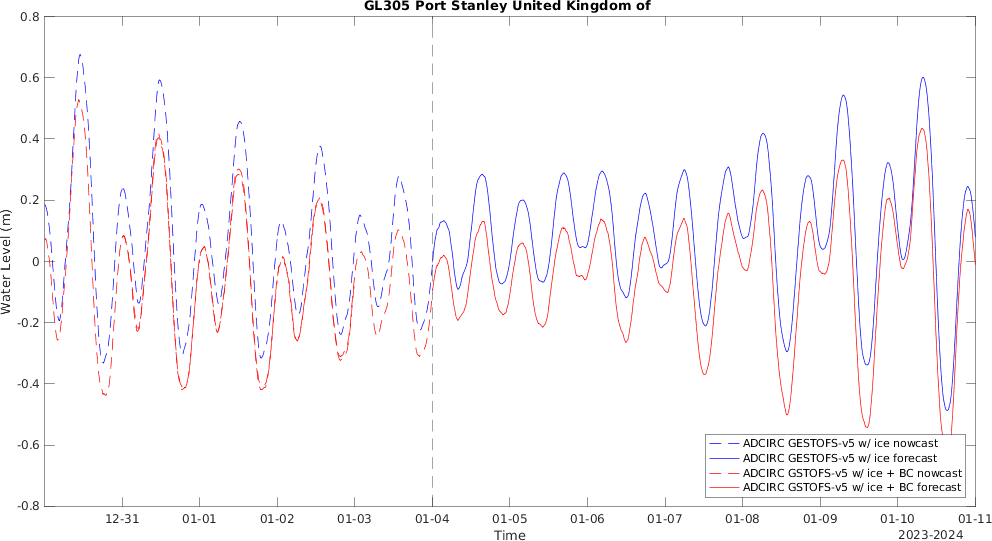 GL305 Port Stanley United Kingdom of
0.8
0.6
0.4
0.2
0
-0.2
-0.4
-0.6
-0.8
Water Level (m)
ADCIRC GESTOFS-v5 w/ ice nowcast
ADCIRC GESTOFS-v5 w/ ice forecast
ADCIRC GSTOFS-v5 w/ ice + BC nowcast
ADCIRC GSTOFS-v5 w/ ice + BC forecast
12-31 01-01 01-02 01-03 01-04 01-05 01-06 01-07 01-08 01-09 01-10 01-11
Time
2023-2024